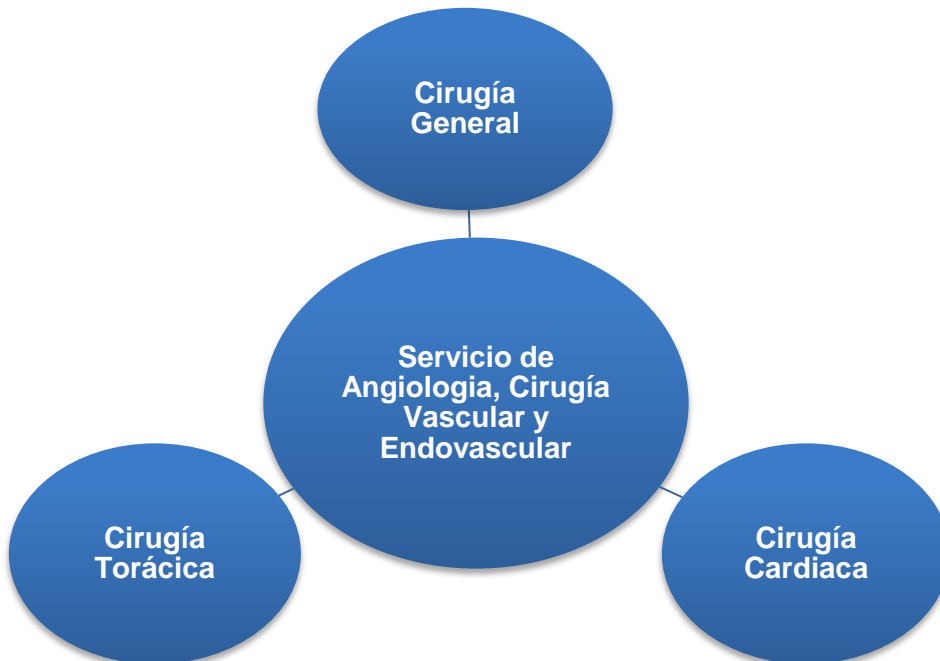 Cirugía
General
Servicio de
Angiologia, Cirugía
Vascular y
Endovascular
Cirugía
Torácica
Cirugía
Cardiaca